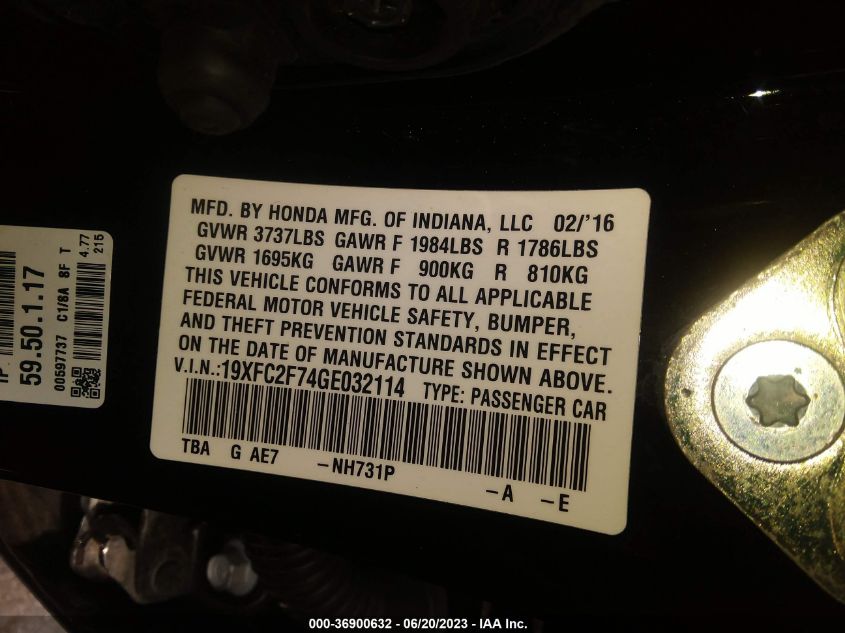 MFD. BY HONDA MFG. OF INDIANA, LLC 02/'16
GVWR 3737LBS GAWR F 1984LBS R 1786LBS
GVWR 1695KG GAWR F 900KG R 810KG
THIS VEHICLE CONFORMS TO ALL APPLICABLE
FEDERAL MOTOR VEHICLE SAFETY, BUMPER,
AND THEFT PREVENTION STANDARDS IN EFFECT
ON THE DATE OF MANUFACTURE SHOWN ABOVE.
V.I.N.:19XFC2F74GE032114 TYPE: PASSENGER CAR
TBA G AE7 -NH731P -A -E
59.50.1.17
00597737 C1/8A 8F T
4.77
215
000-36900632 - 06/20/2023 - IAA Inc.